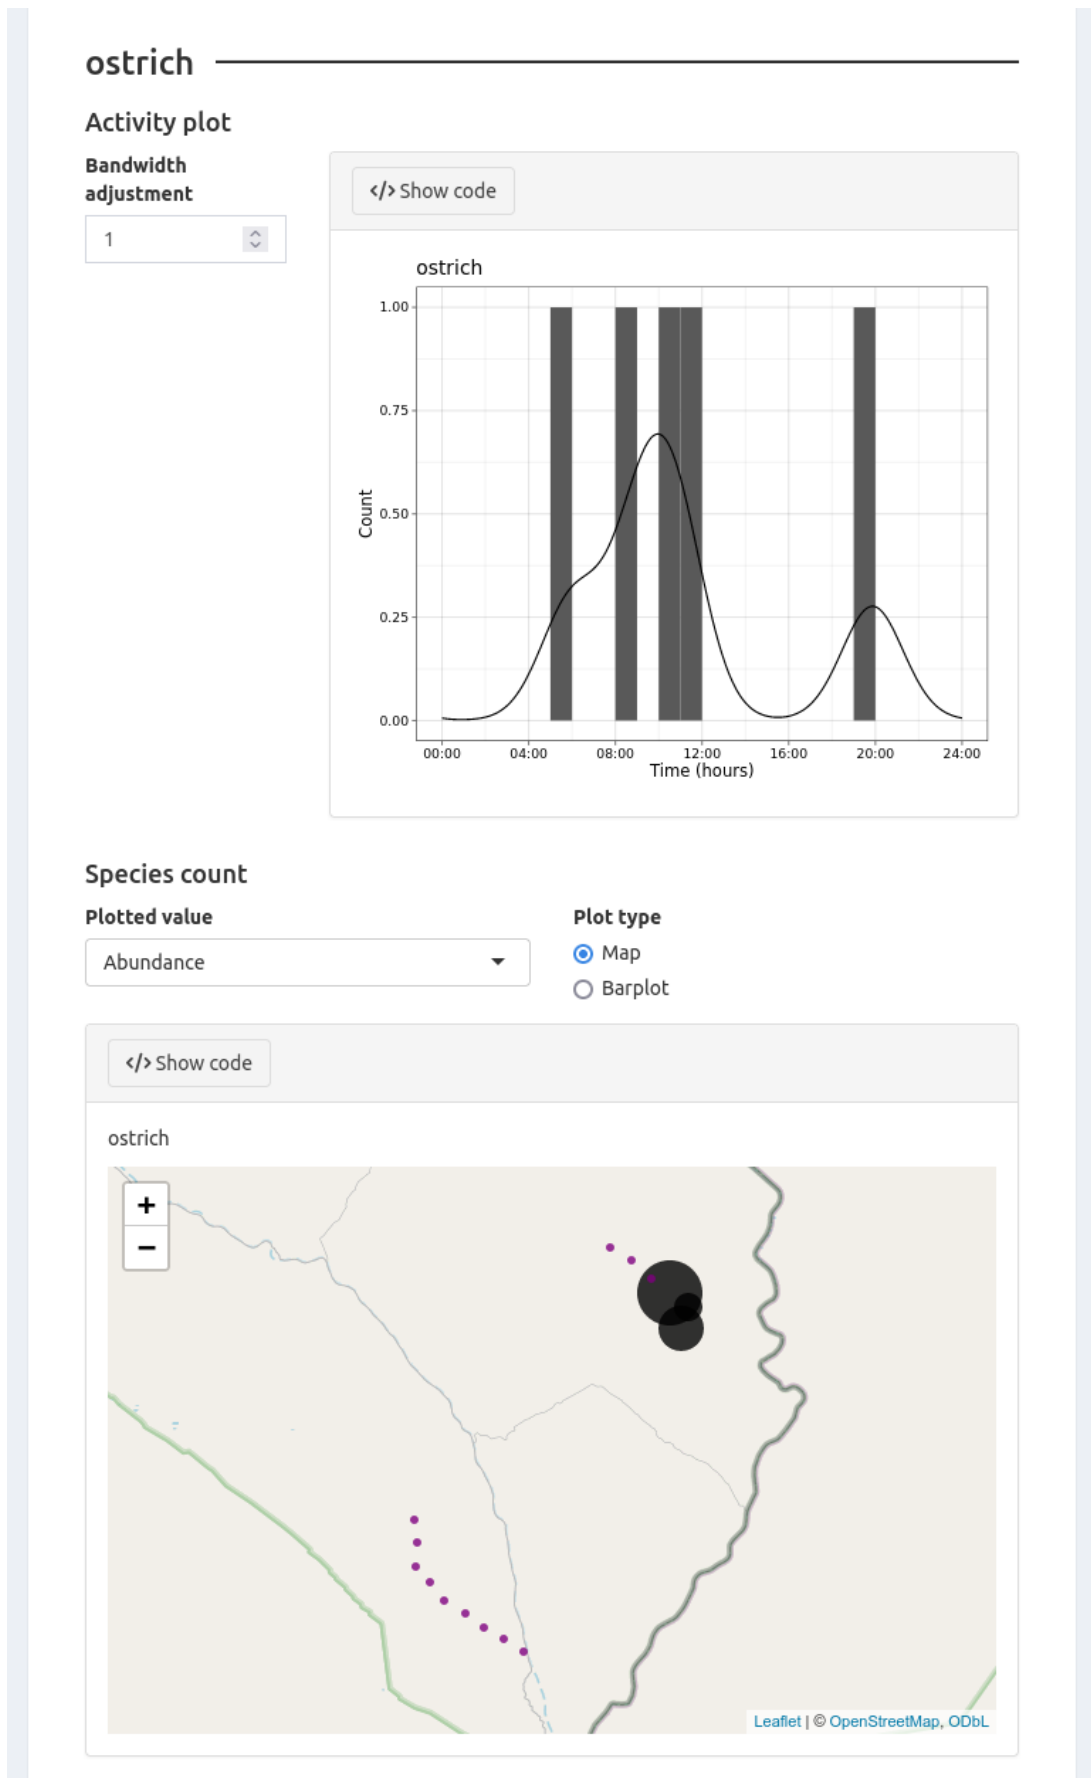 ostrich
Activity plot
Bandwidth
adjustment
1
</> Show code
ostrich
1.00
0.75
0.50
0.25
0.00
Count
00:00 04:00 08:00 12:00 16:00 20:00 24:00
Time (hours)
Species count
Plotted value
Abundance
Plot type
Map
Barplot
</> Show code
ostrich
+
−
Leaflet | © OpenStreetMap, ODbL